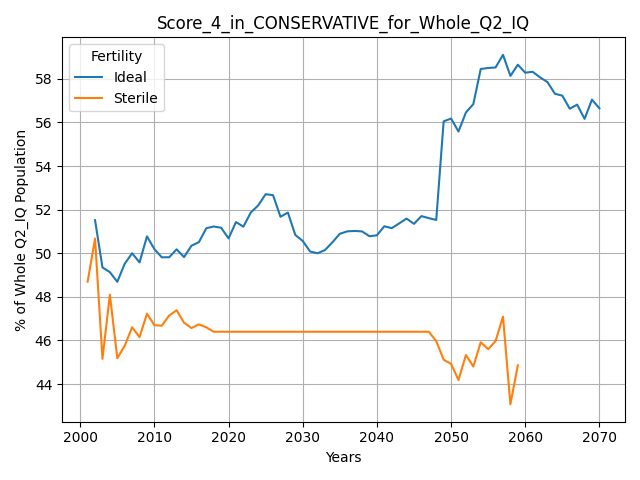 Score_4_in_CONSERVATIVE_for_Whole_Q2_IQ
Fertility
Ideal
Sterile
% of Whole Q2_IQ Population
58
56
54
52
50
48
46
44
2000 2010 2020 2030 2040 2050 2060 2070
Years